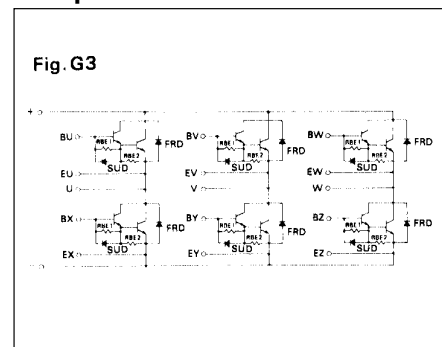 Fig.G3
+
BU RBE1 RBE2 FRD BV RBE1 RBE2 FRD BW RBE1 RBE2 FRD
EU SUD EV SUD EW SUD
U V W
BX RBE1 RBE2 FRD BY RBE1 RBE2 FRD BZ RBE1 RBE2 FRD
EX SUD EY SUD EZ SUD